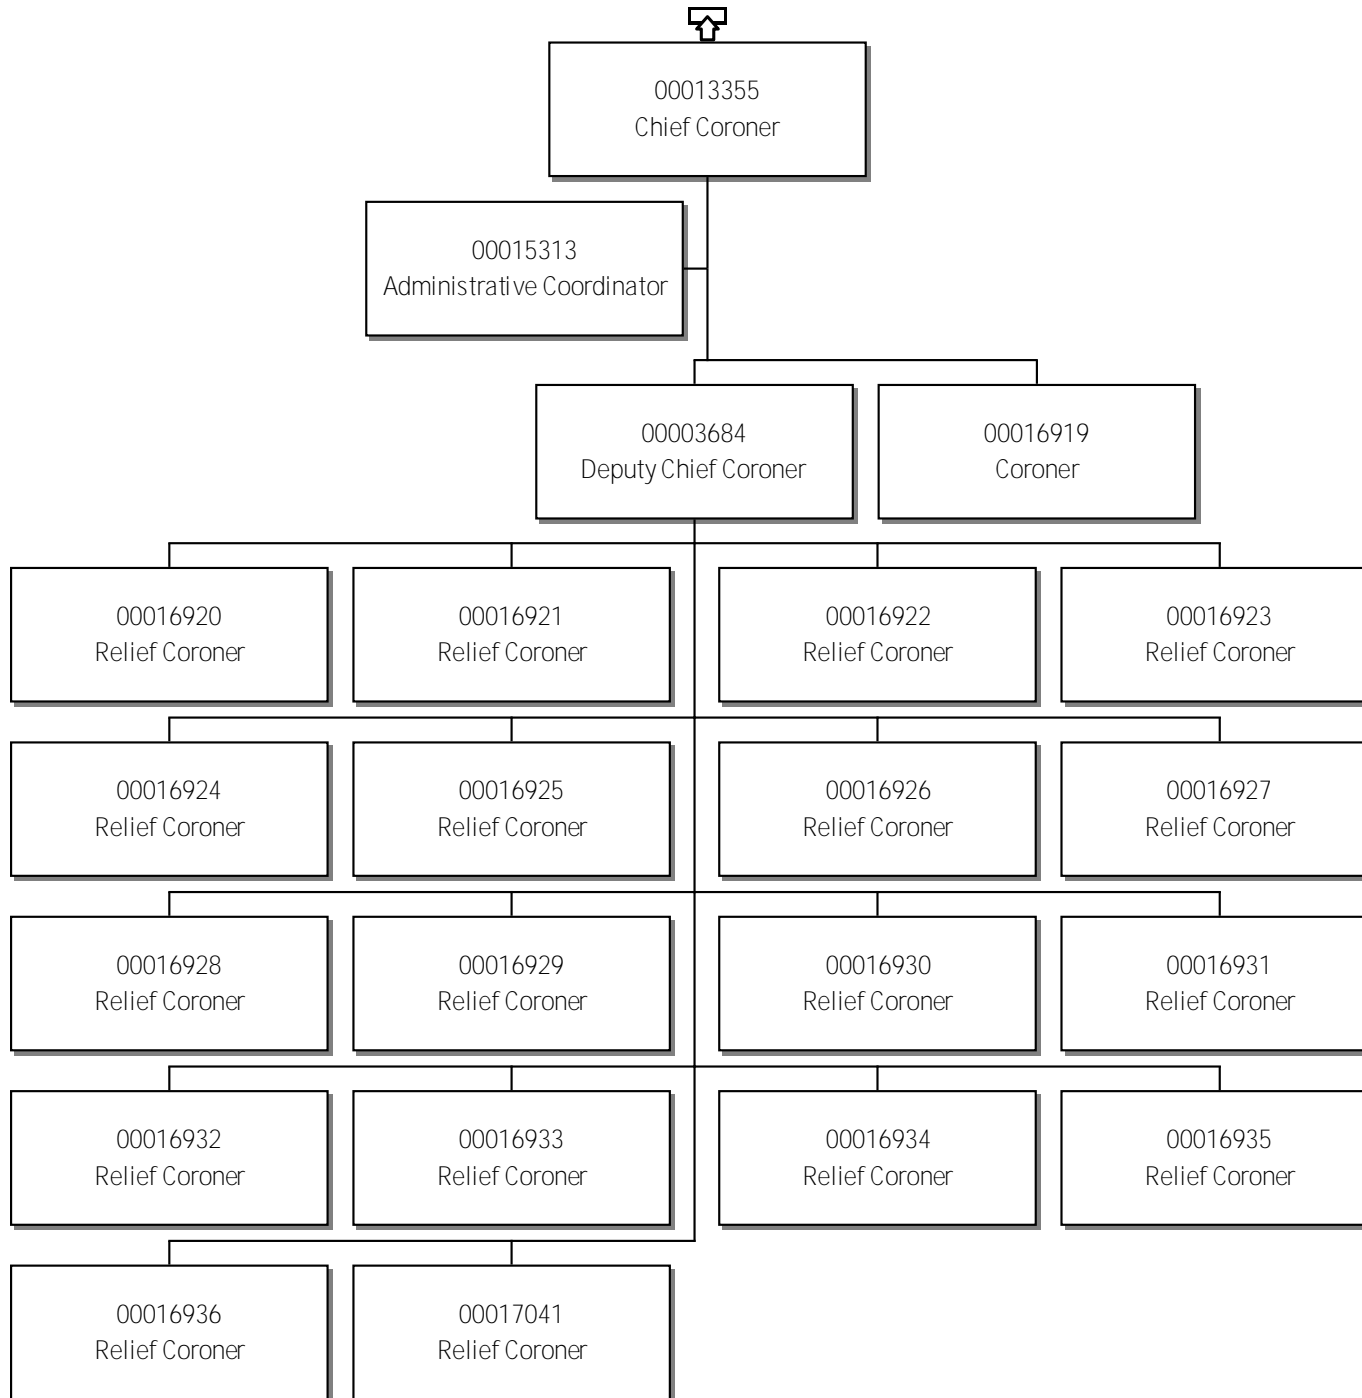 00013355
Chief Coroner
00015313
Administrative Coordinator
00003684
Deputy Chief Coroner
00016919
Coroner
00016920
Relief Coroner
00016921
Relief Coroner
00016922
Relief Coroner
00016923
Relief Coroner
00016924
Relief Coroner
00016925
Relief Coroner
00016926
Relief Coroner
00016927
Relief Coroner
00016928
Relief Coroner
00016929
Relief Coroner
00016930
Relief Coroner
00016931
Relief Coroner
00016932
Relief Coroner
00016933
Relief Coroner
00016934
Relief Coroner
00016935
Relief Coroner
00016936
Relief Coroner
00017041
Relief Coroner